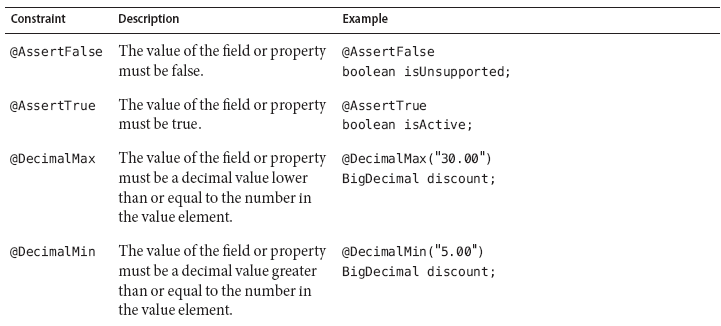 Constraint Description Example
@AssertFalse The value of the field or property @AssertFalse
must be false. boolean isUnsupported;
@AssertTrue The value of the field or property @AssertTrue
must be true. boolean isActive;
@DecimalMax The value of the field or property @DecimalMax("30.00")
must be a decimal value lower BigDecimal discount;
than or equal to the number in
the value element.
@DecimalMin The value of the field or property @DecimalMin("5.00")
must be a decimal value greater BigDecimal discount;
than or equal to the number in
the value element.